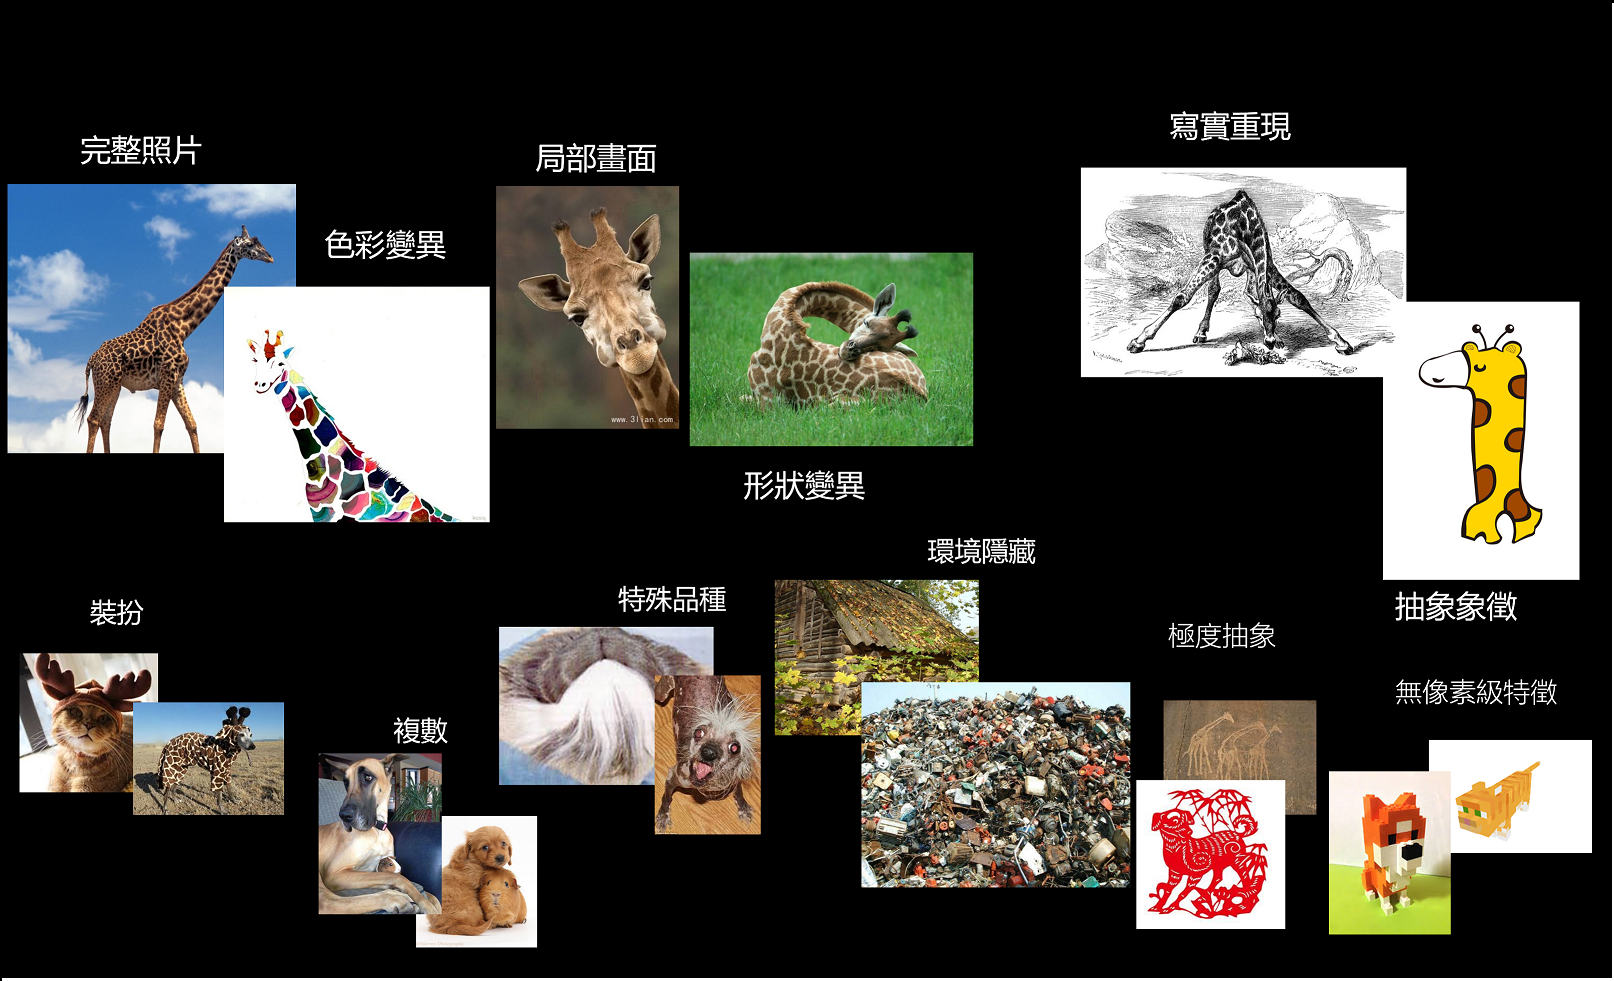 完整照片
色彩變異
局部畫面
www.3lian.com
形狀變異
寫實重現
抽象象徵
裝扮
複數
特殊品種
環境隱藏
極度抽象
無像素級特徵